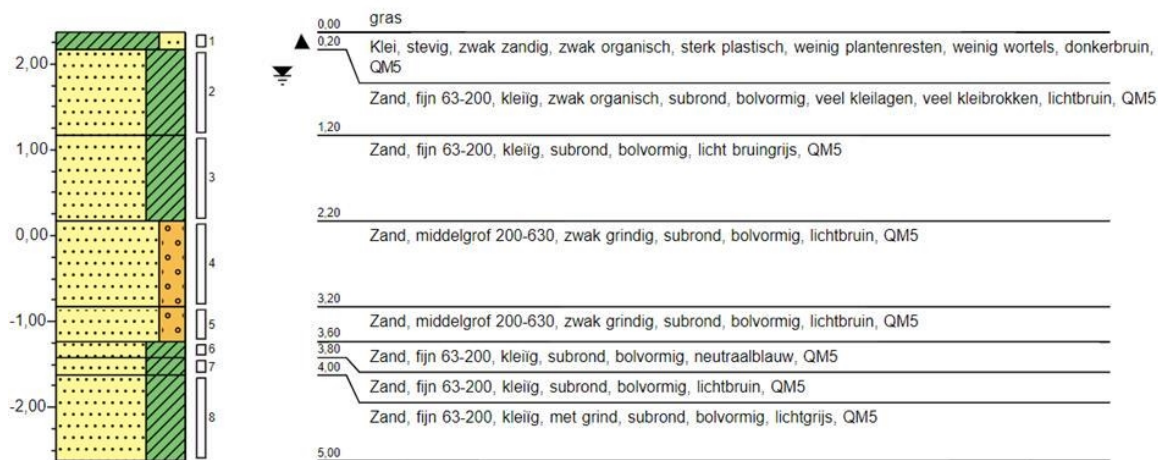 gras
0,00
0,20
Klei, stevig, zwak zandig, zwak organisch, sterk plastisch, weinig plantenresten, weinig wortels, donkerbruin,
QM5
Zand, fijn 63-200, kleiïg, zwak organisch, subrond, bolvormig, veel kleilagen, veel kleibrokken, lichtbruin, QM5
1,20
Zand, fijn 63-200, kleiïg, subrond, bolvormig, licht bruingrijs, QM5
2,20
Zand, middelgrof 200-630, zwak grindig, subrond, bolvormig, lichtbruin, QM5
3,20
Zand, middelgrof 200-630, zwak grindig, subrond, bolvormig, lichtbruin, QM5
3,60
Zand, fijn 63-200, kleiïg, subrond, bolvormig, neutraalblauw, QM5
3,80
4,00
Zand, fijn 63-200, kleiïg, subrond, bolvormig, lichtbruin, QM5
Zand, fijn 63-200, kleiïg, met grind, subrond, bolvormig, lichtgrijs, QM5
5,00
2,00
1,00
0,00
-1,00
-2,00
1
2
3
4
5
6
7
8